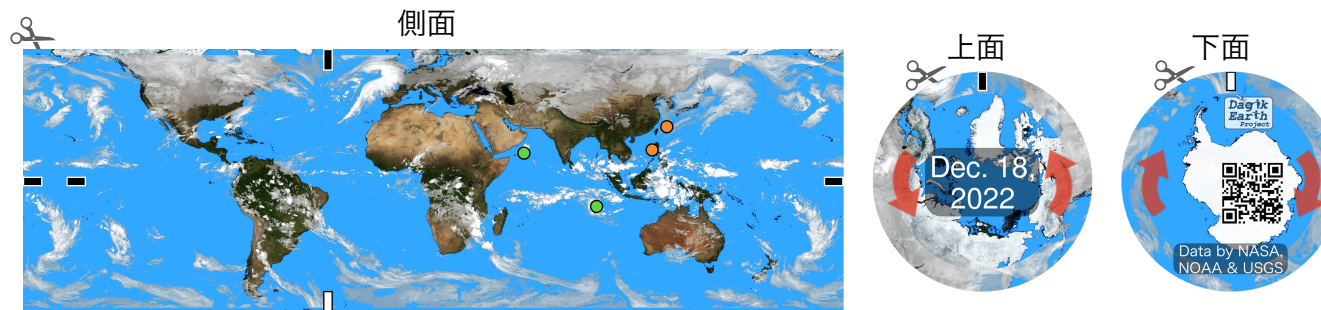 側面
上面
下面
Dec. 18,
2022
Dagik
Earth
Project
Data by NASA,
NOAA & USGS